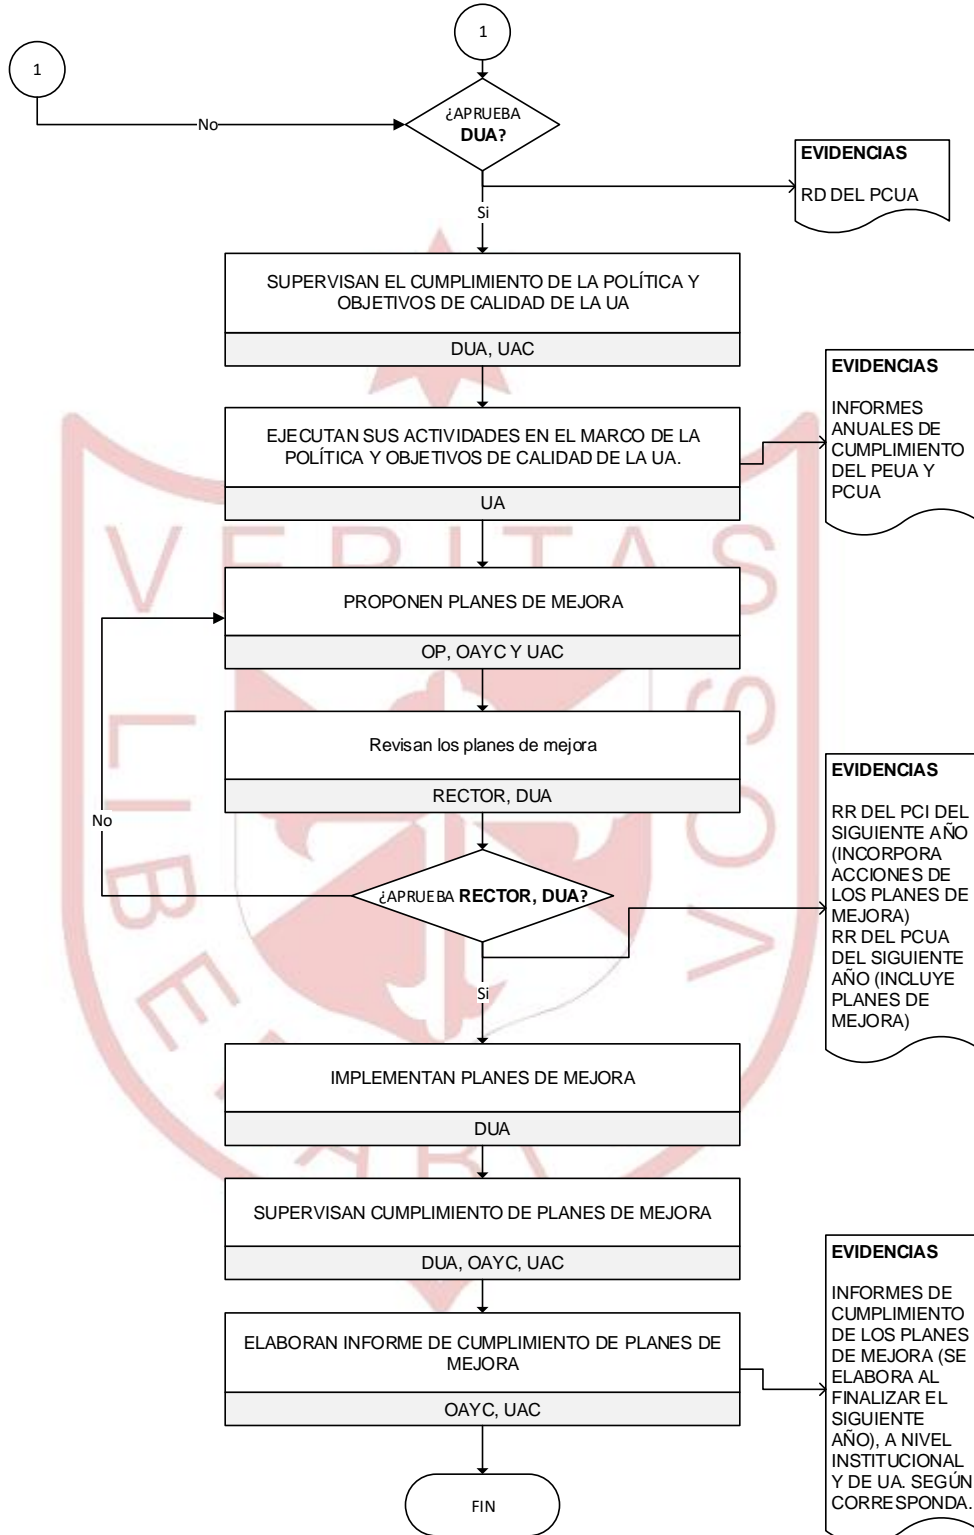 1
1
¿APRUEBA
DUA?
No
EVIDENCIAS
RD DEL PCUA
Si
SUPERVISAN EL CUMPLIMIENTO DE LA POLÍTICA Y
OBJETIVOS DE CALIDAD DE LA UA
DUA, UAC
EJECUTAN SUS ACTIVIDADES EN EL MARCO DE LA
POLÍTICA Y OBJETIVOS DE CALIDAD DE LA UA.
UA
EVIDENCIAS
INFORMES
ANUALES DE
CUMPLIMIENTO
DEL PEUA Y
PCUA
VERITAS
PROPONEN PLANES DE MEJORA
OP, OAYC Y UAC
Revisan los planes de mejora
RECTOR, DUA
No
¿APRUEBA RECTOR, DUA?
EVIDENCIAS
RR DEL PCI DEL
SIGUIENTE AÑO
(INCORPORA
ACCIONES DE
LOS PLANES DE
MEJORA)
RR DEL PCUA
DEL SIGUIENTE
AÑO (INCLUYE
PLANES DE
MEJORA)
Si
IMPLEMENTAN PLANES DE MEJORA
DUA
SUPERVISAN CUMPLIMIENTO DE PLANES DE MEJORA
DUA, OAYC, UAC
ELABORAN INFORME DE CUMPLIMIENTO DE PLANES DE
MEJORA
OAYC, UAC
EVIDENCIAS
INFORMES DE
CUMPLIMIENTO
DE LOS PLANES
DE MEJORA (SE
ELABORA AL
FINALIZAR EL
SIGUIENTE
AÑO), A NIVEL
INSTITUCIONAL
Y DE UA. SEGÚN
CORRESPONDA.
FIN